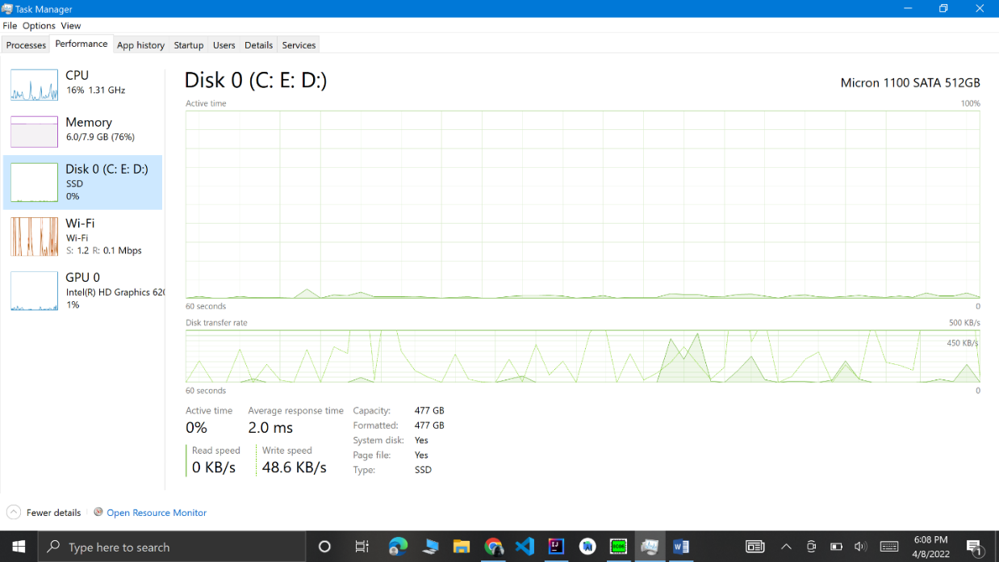 Task Manager
File Options View
Processes Performance App history Startup Users Details Services
CPU
16% 1.31 GHz
Memory
6.0/7.9 GB (76%)
Disk 0 (C: E: D:)
SSD
0%
Wi-Fi
Wi-Fi
S: 1.2 R: 0.1 Mbps
GPU 0
Intel(R) HD Graphics 620
1%
Disk 0 (C: E: D:) Micron 1100 SATA 512GB
Active time 100%
60 seconds 0
Disk transfer rate 500 KB/s
450 KB/s
60 seconds 0
Active time Average response time
0% 2.0 ms
Read speed Write speed
0 KB/s 48.6 KB/s
Capacity: 477 GB
Formatted: 477 GB
System disk: Yes
Page file: Yes
Type: SSD
Fewer details Open Resource Monitor
Type here to search
6:08 PM
4/8/2022
1